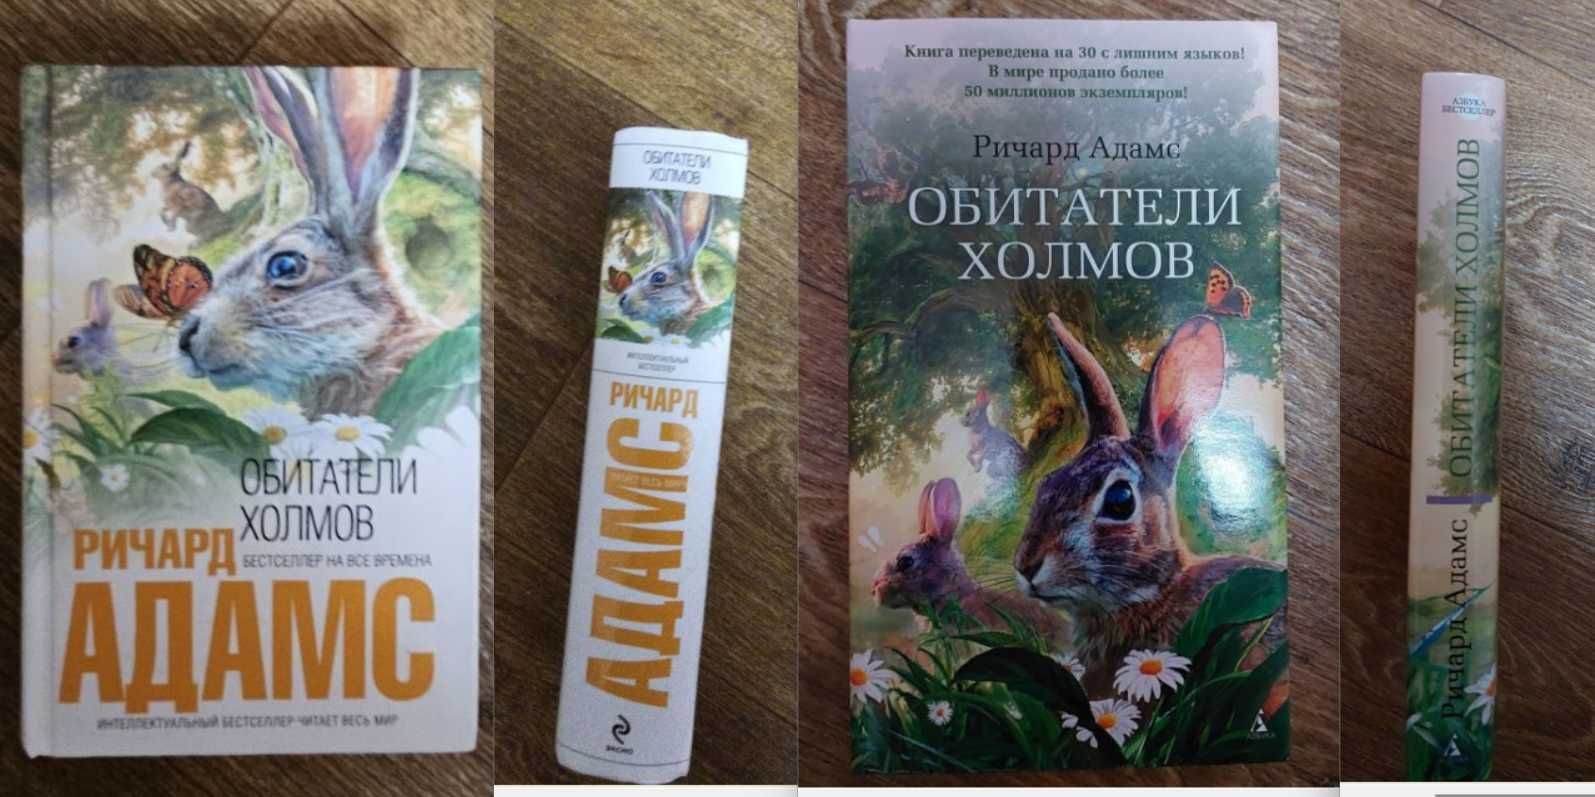 ОБИТАТЕЛИ
ХОЛМОВ
РИЧАРД
БЕСТСЕЛЛЕР НА ВСЕ ВРЕМЕНА
АДАМС
ИНТЕЛЛЕКТУАЛЬНЫЙ БЕСТСЕЛЛЕР ЧИТАЕТ ВЕСЬ МИР
ОБИТАТЕЛИ
ХОЛМОВ
ИНТЕЛЛЕКТУАЛЬНЫЙ
БЕСТСЕЛЛЕР
РИЧАРД
АДАМС
ЧИТАЕТ ВЕСЬ МИР
ЭКСМО
Книга переведена на 30 с лишним языков!
В мире продано более
50 миллионов экземпляров!
Ричард Адамс
ОБИТАТЕЛИ
ХОЛМОВ
АЗБУКА
АЗБУКА
БЕСТСЕЛЛЕР
Ричард Адамс
ОБИТАТЕЛИ ХОЛМОВ